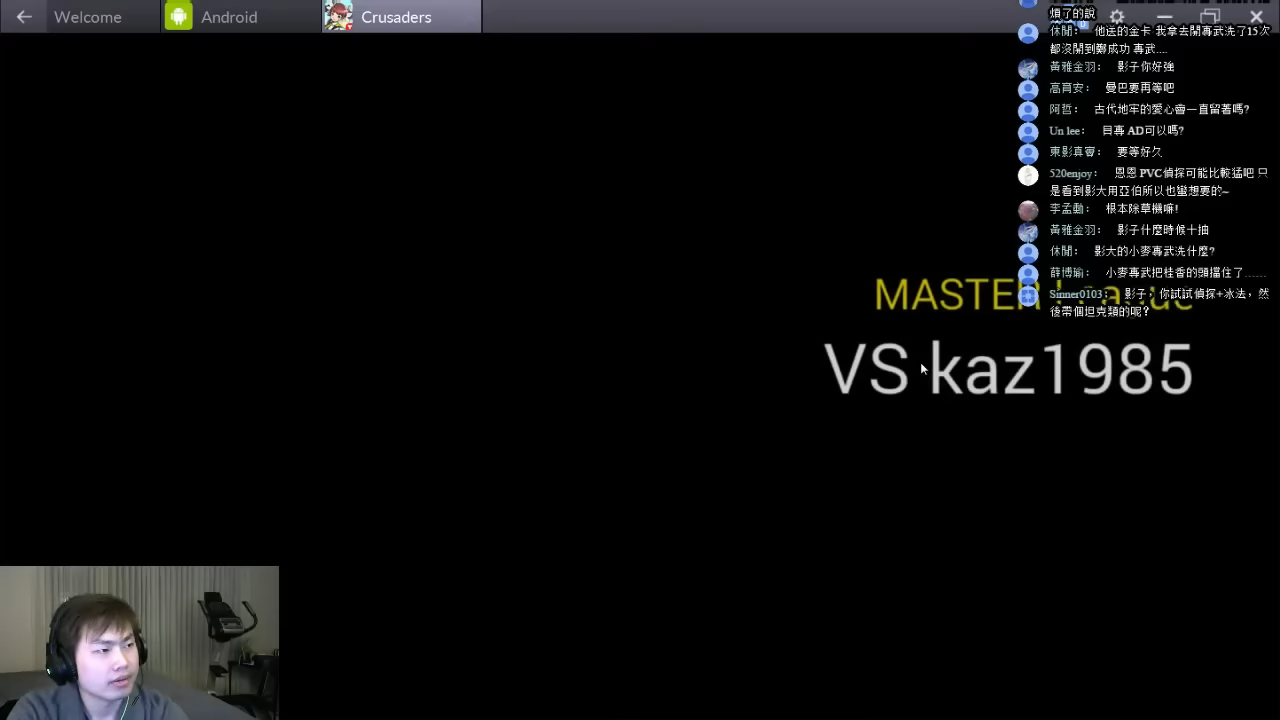 Welcome
Android
Crusaders
煩了的說
休閒: 他送的金卡 我拿去開專武洗了15次
都沒開到鄭成功 專武....
黃雅金羽: 影子你好強
高育安: 曼巴要再等吧
阿哲: 古代地牢的愛心會一直留著嗎?
Un lee: 目專 AD可以嗎?
東影真宵: 要等好久
520enjoy: 恩恩 PVC偵探可能比較猛吧 只
是看到影大用亞伯所以也蠻想要的~
李孟勳: 根本除草機嘛!
黃雅金羽: 影子什麼時候十抽
休閒: 影大的小麥專武洗什麼?
薛博瑜: 小麥專武把桂香的頭擋住了......
Sinner0103: 影子，你試試偵探+冰法，然
後帶個坦克類的呢?
MASTER League
VS kaz1985